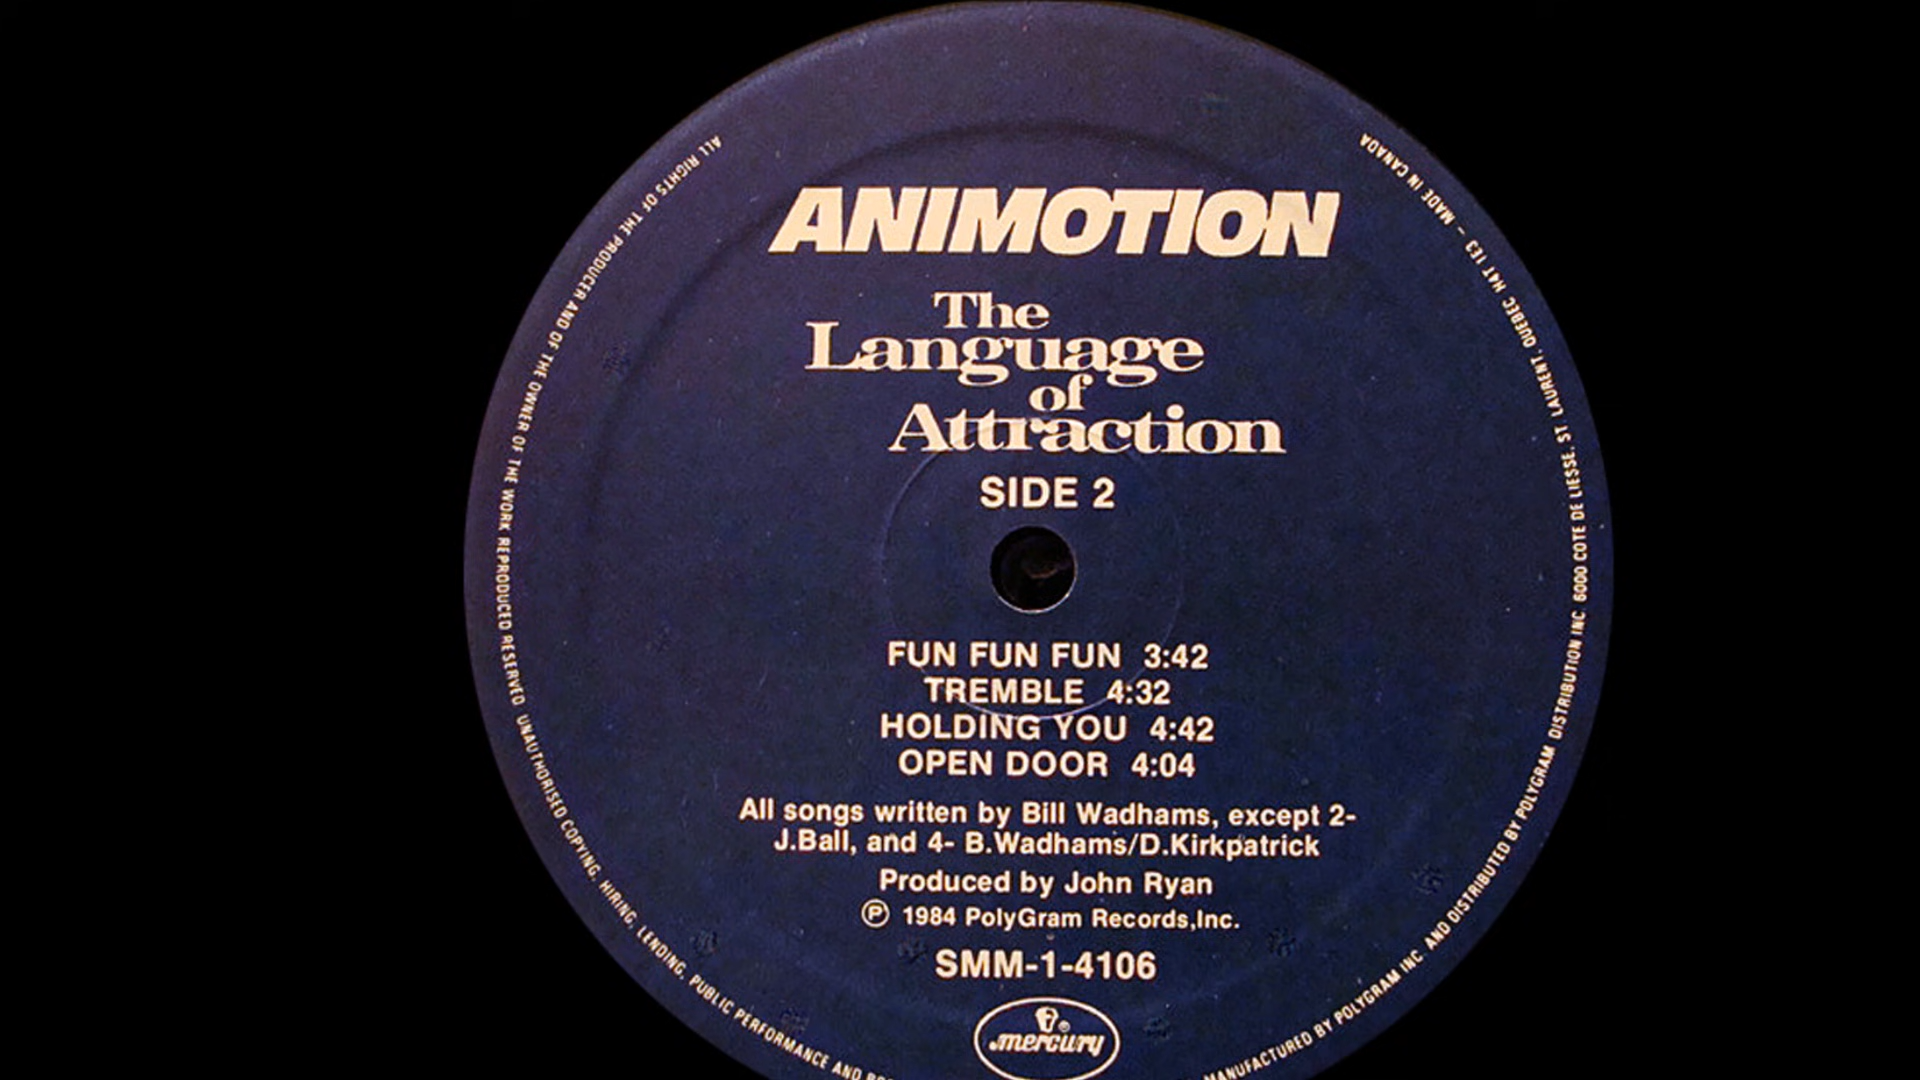 ANIMOTION
The
Language
of
Attraction
SIDE 2
FUN FUN FUN 3:42
TREMBLE 4:32
HOLDING YOU 4:42
OPEN DOOR 4:04
All songs written by Bill Wadhams, except 2-
J.Ball, and 4- B.Wadhams/D.Kirkpatrick
Produced by John Ryan
Ⓟ 1984 PolyGram Records,Inc.
SMM-1-4106
mercury®
MANUFACTURED BY POLYGRAM INC. AND DISTRIBUTED BY POLYGRAM DISTRIBUTION INC. 6000 COTE DE LIESSE, ST. LAURENT, QUEBEC H4T 1E3 – MADE IN CANADA
ALL RIGHTS OF THE PRODUCER AND OF THE OWNER OF THE WORK REPRODUCED RESERVED. UNAUTHORISED COPYING, HIRING, LENDING, PUBLIC PERFORMANCE AND